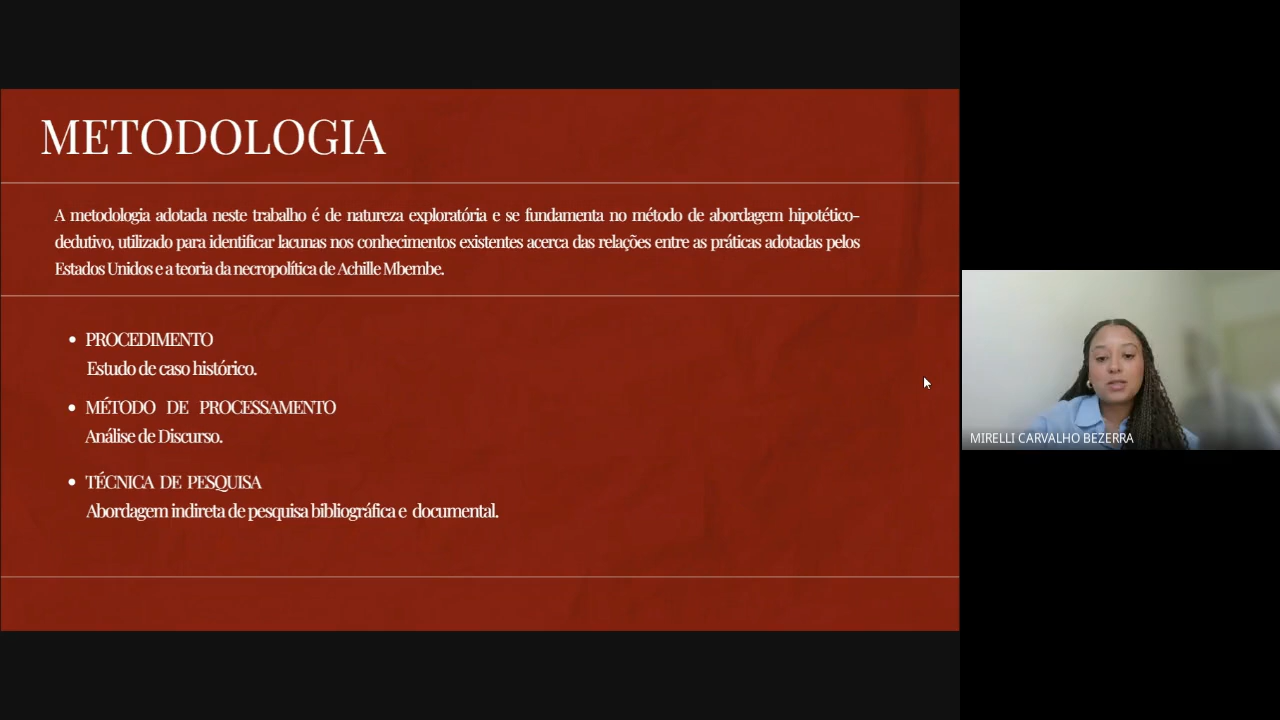 METODOLOGIA
A metodologia adotada neste trabalho é de natureza exploratória e se fundamenta no método de abordagem hipotético-
dedutivo, utilizado para identificar lacunas nos conhecimentos existentes acerca das relações entre as práticas adotadas pelos
Estados Unidos e a teoria da necropolítica de Achille Mbembe.
• PROCEDIMENTO
Estudo de caso histórico.
• MÉTODO DE PROCESSAMENTO
Análise de Discurso.
• TÉCNICA DE PESQUISA
Abordagem indireta de pesquisa bibliográfica e documental.
MIRELLI CARVALHO BEZERRA